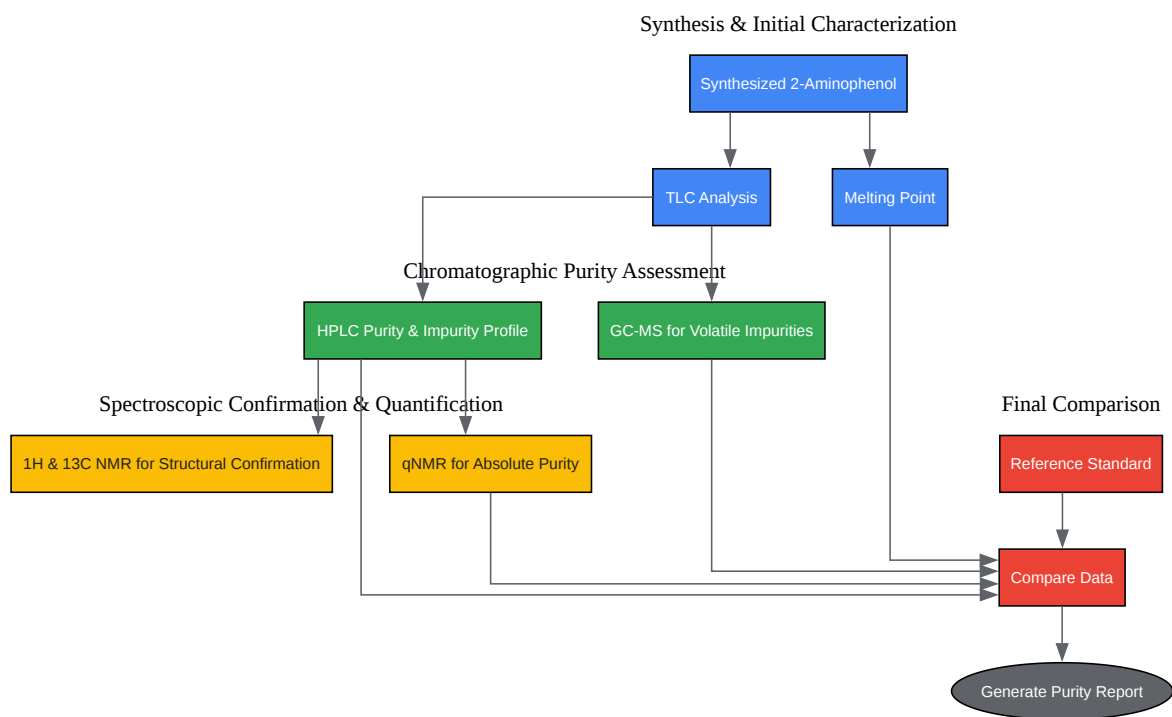 Synthesis & Initial Characterization
Synthesized 2-Aminophenol
TLC Analysis
Melting Point
Chromatographic Purity Assessment
HPLC Purity & Impurity Profile
GC-MS for Volatile Impurities
Spectroscopic Confirmation & Quantification
Final Comparison
1H & 13C NMR for Structural Confirmation
qNMR for Absolute Purity
Reference Standard
Compare Data
Generate Purity Report